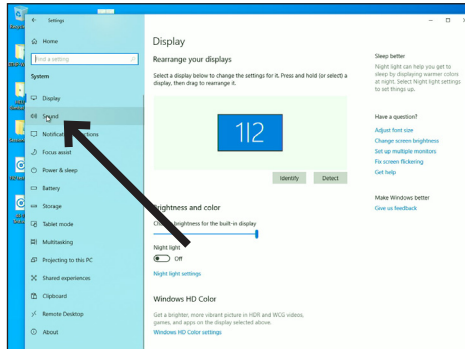 Settings
Home
Find a setting
System
Display
Sound
Focus assist
Power & sleep
Battery
Storage
Tablet mode
Multitasking
Projecting to this PC
Shared experiences
Clipboard
Remote Desktop
About
Display
Rearrange your displays
Select a display below to change the settings for it. Press and hold (or select) a
display, then drag to rearrange it.
1|2
Identify
Detect
Brightness and color
brightness for the built-in display
Night light
Off
Night light settings
Windows HD Color
Get a brighter, more vibrant picture in HDR and WCG videos,
games, and apps on the display selected above.
Windows HD Color settings
Sleep better
Night light can help you get to
sleep by displaying warmer colors
at night. Select Night light settings
to set things up.
Have a question?
Adjust font size
Change screen brightness
Set up multiple monitors
Fix screen flickering
Get help
Make Windows better
Give us feedback